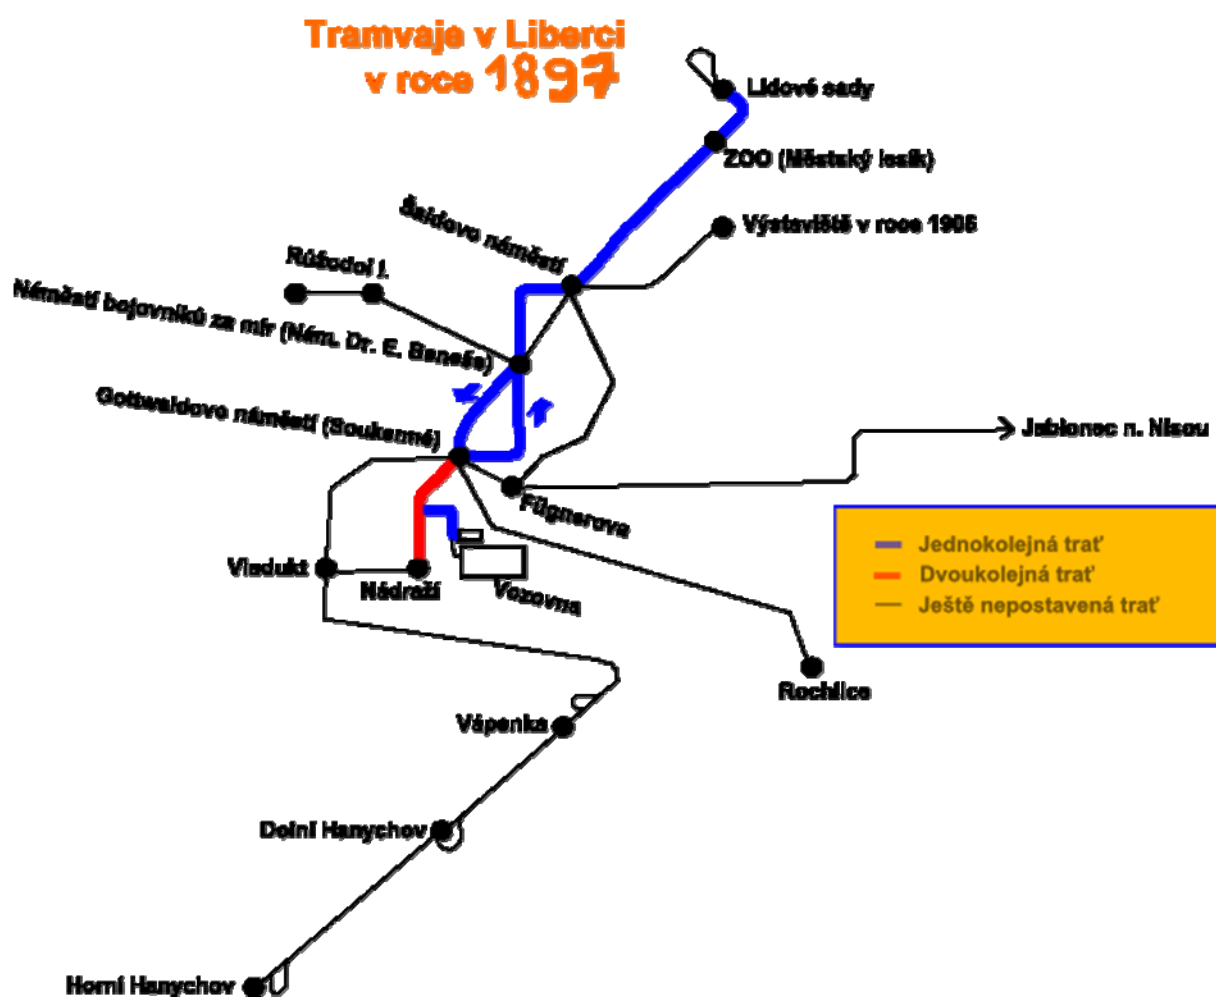 Tramvaje v Liberci
v roce 1897
Lidové sady
ZOO (Městský lesík)
Šaldovo náměstí
Výstaviště v roce 1906
Růžodol I.
Náměstí bojovníků za mír (Nám. Dr. E. Beneše)
Gottwaldovo náměstí (Soukenné)
Jablonec n. Nisou
Fügnerova
Jednokolejná trať
Dvoukolejná trať
Ještě nepostavená trať
Viadukt
Nádraží
Vozovna
Rochlice
Vápenka
Dolní Hanychov
Horní Hanychov